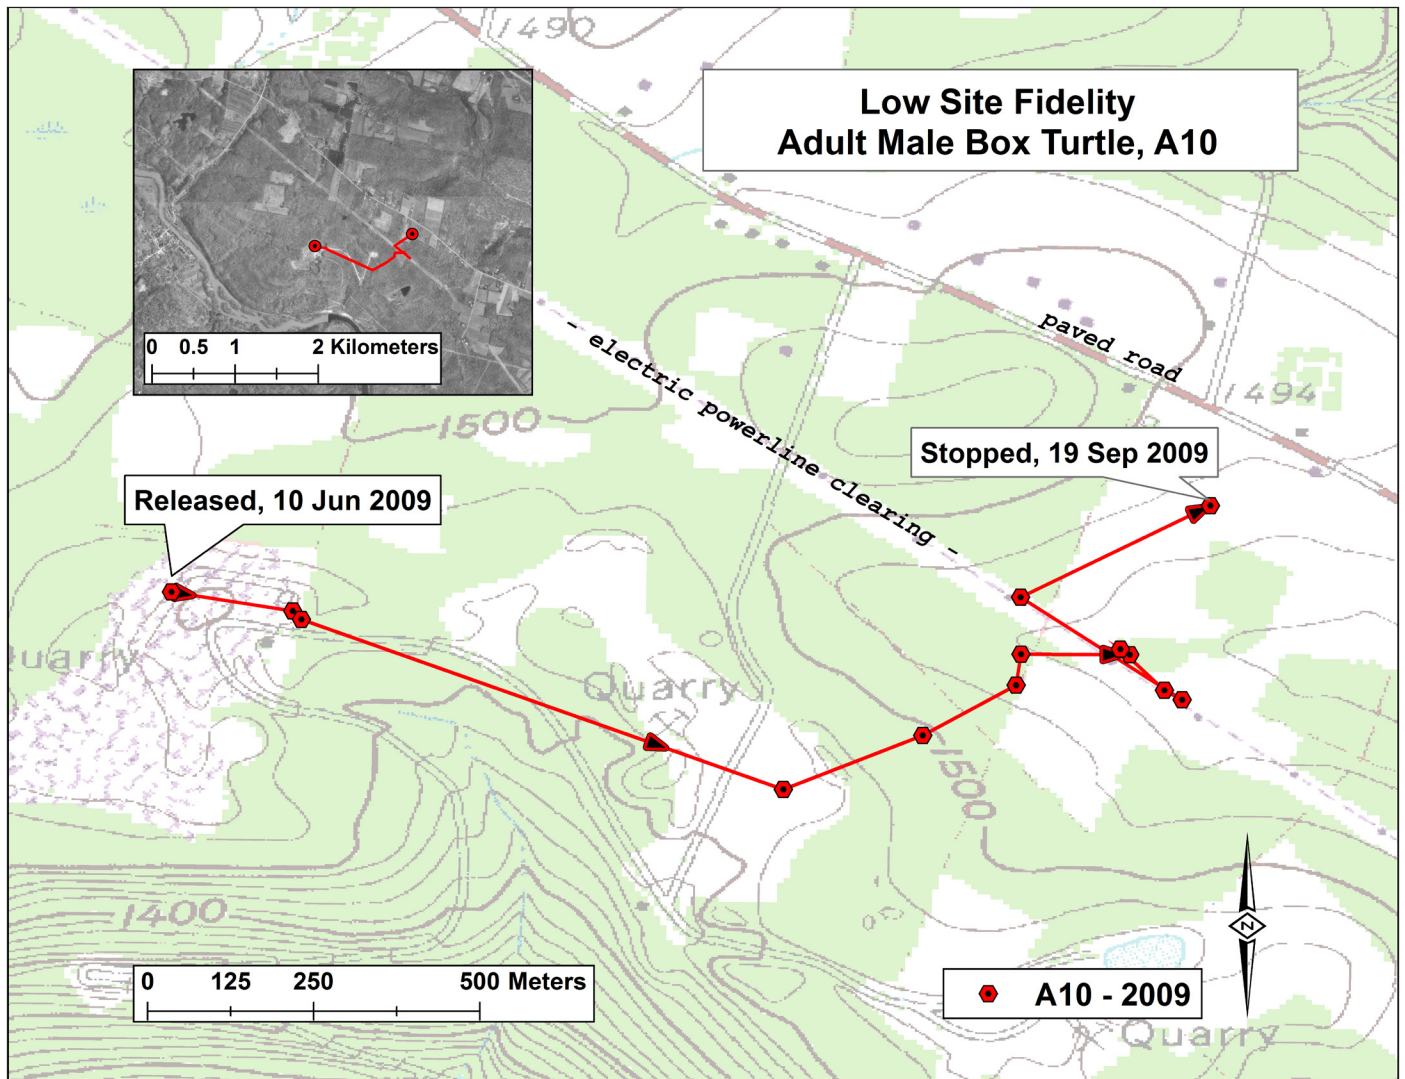 1490
Low Site Fidelity
Adult Male Box Turtle, A10
0 0.5 1 2 Kilometers
paved road
- electric powerline clearing -
1494
1500
Stopped, 19 Sep 2009
Released, 10 Jun 2009
Quarry
Quarry
1500
1400
0 125 250 500 Meters
N
A10 - 2009
Quarry